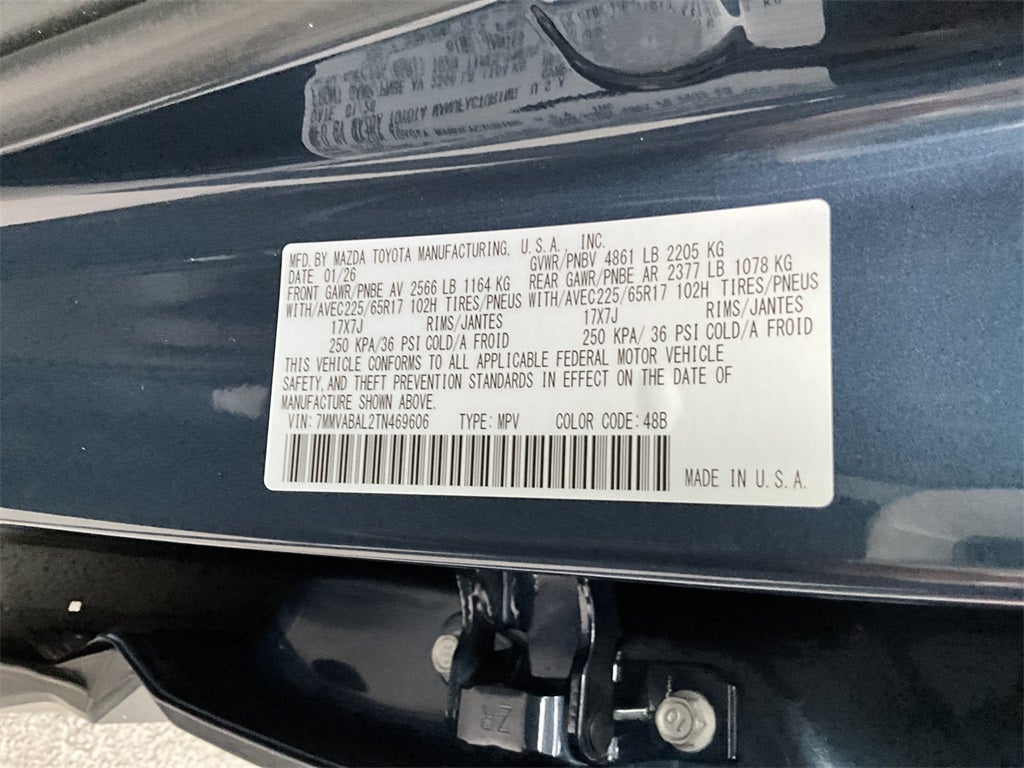 MFD. BY MAZDA TOYOTA MANUFACTURING, U.S.A., INC.
DATE 01/26 GVWR/PNBV 4861 LB 2205 KG
FRONT GAWR/PNBE AV 2566 LB 1164 KG REAR GAWR/PNBE AR 2377 LB 1078 KG
WITH/AVEC225/65R17 102H TIRES/PNEUS WITH/AVEC225/65R17 102H TIRES/PNEUS
17X7J RIMS/JANTES 17X7J RIMS/JANTES
250 KPA/36 PSI COLD/A FROID 250 KPA/ 36 PSI COLD/A FROID
THIS VEHICLE CONFORMS TO ALL APPLICABLE FEDERAL MOTOR VEHICLE
SAFETY, AND THEFT PREVENTION STANDARDS IN EFFECT ON THE DATE OF
MANUFACTURE SHOWN ABOVE.
VIN: 7MMVABAL2TN469606 TYPE: MPV COLOR CODE: 48B
MADE IN U.S.A.
ZR